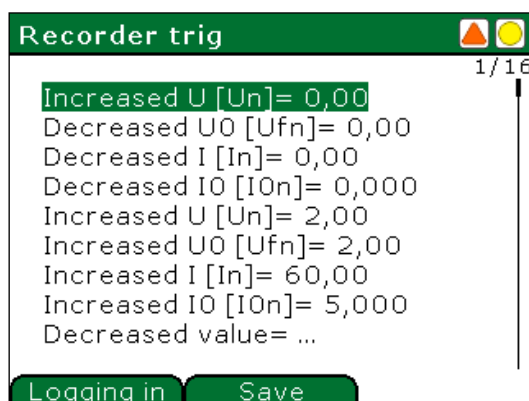 Recorder trig
1/16
Increased U [Un]= 0,00
Decreased U0 [Ufn]= 0,00
Decreased I [In]= 0,00
Decreased I0 [I0n]= 0,000
Increased U [Un]= 2,00
Increased U0 [Ufn]= 2,00
Increased I [In]= 60,00
Increased I0 [I0n]= 5,000
Decreased value= ...
Logging in Save